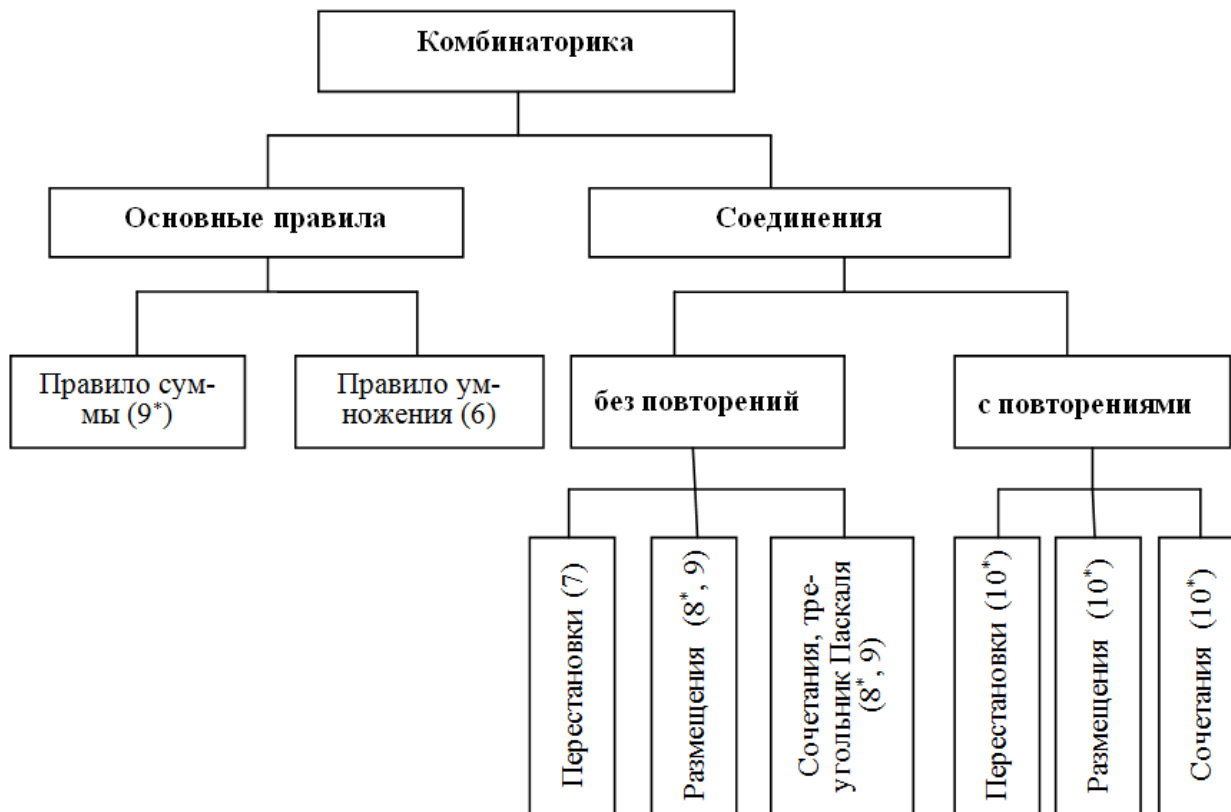 Комбинаторика
Основные правила
Соединения
Правило сум-
мы (9*)
Правило ум-
ножения (6)
без повторений
с повторениями
Перестановки (7)
Размещения (8*, 9)
Сочетания, тре-
угольник Паскаля
(8*, 9)
Перестановки (10*)
Размещения (10*)
Сочетания (10*)